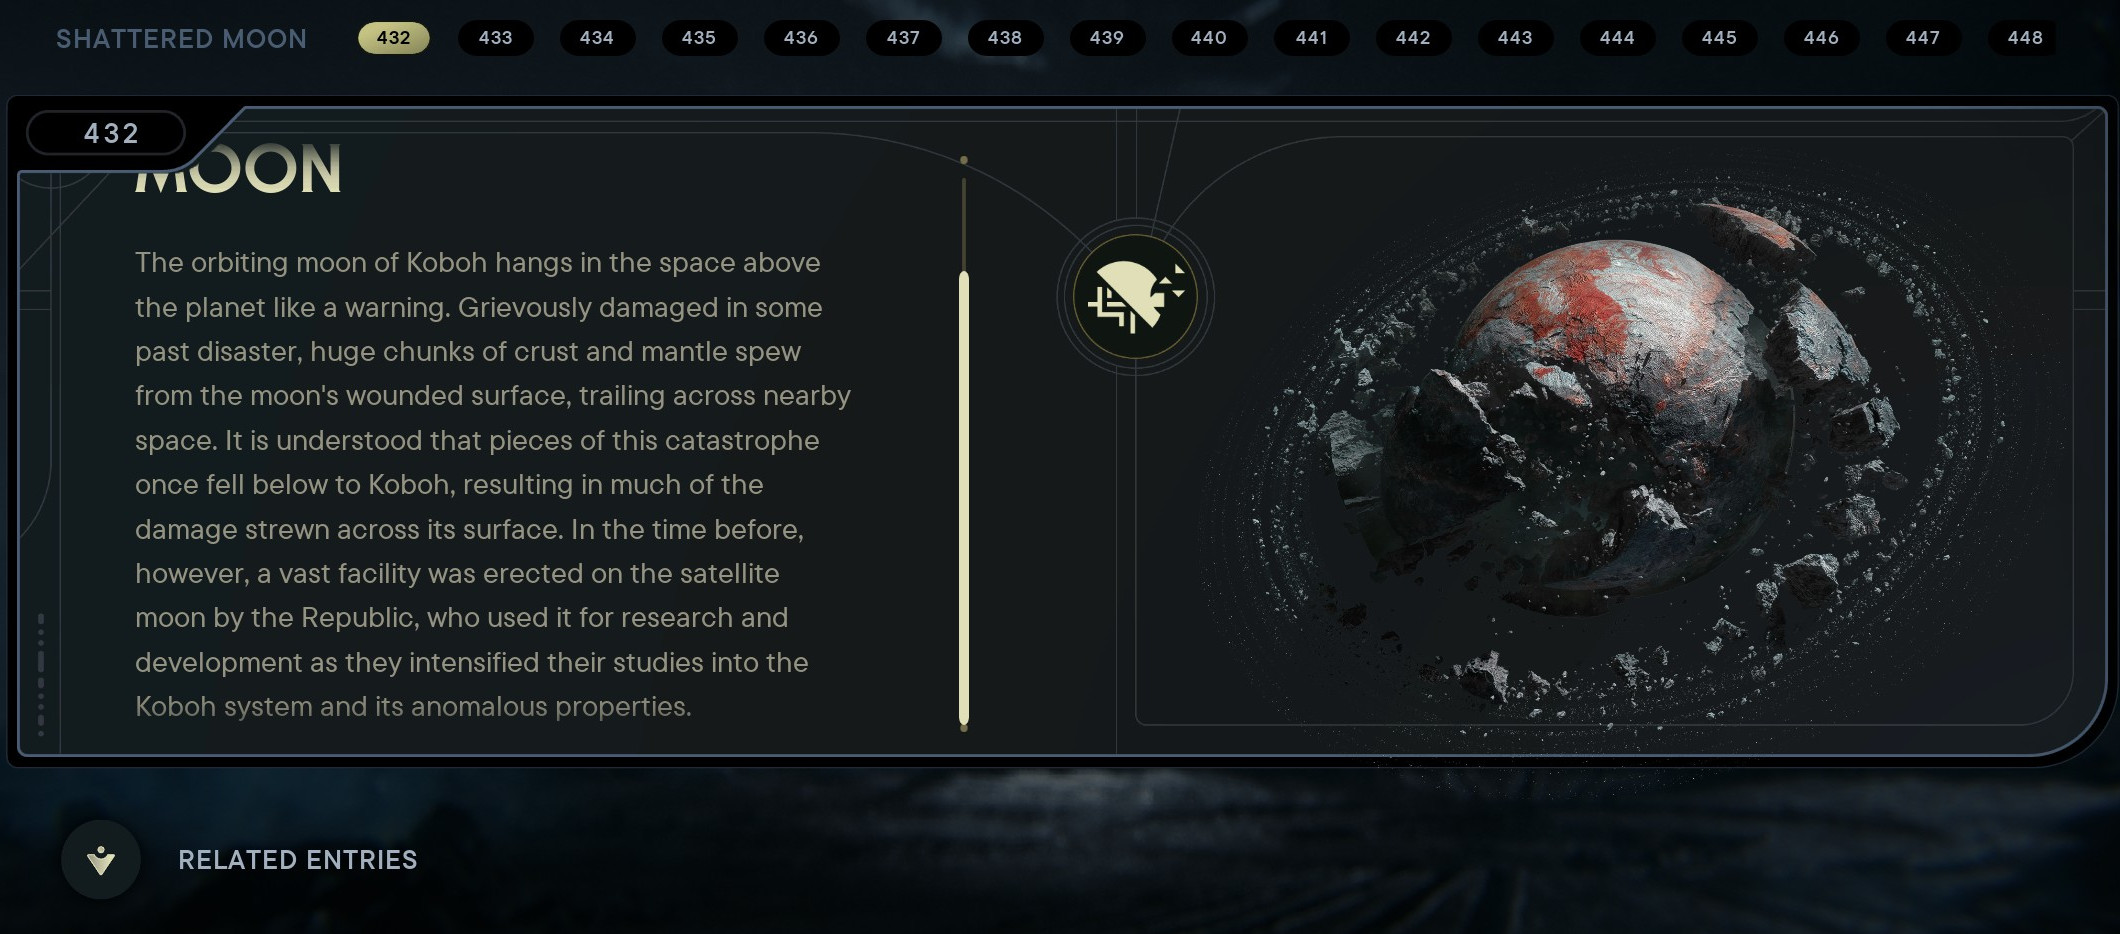 SHATTERED MOON 432 433 434 435 436 437 438 439 440 441 442 443 444 445 446 447 448
432
MOON
The orbiting moon of Koboh hangs in the space above
the planet like a warning. Grievously damaged in some
past disaster, huge chunks of crust and mantle spew
from the moon's wounded surface, trailing across nearby
space. It is understood that pieces of this catastrophe
once fell below to Koboh, resulting in much of the
damage strewn across its surface. In the time before,
however, a vast facility was erected on the satellite
moon by the Republic, who used it for research and
development as they intensified their studies into the
Koboh system and its anomalous properties.
RELATED ENTRIES